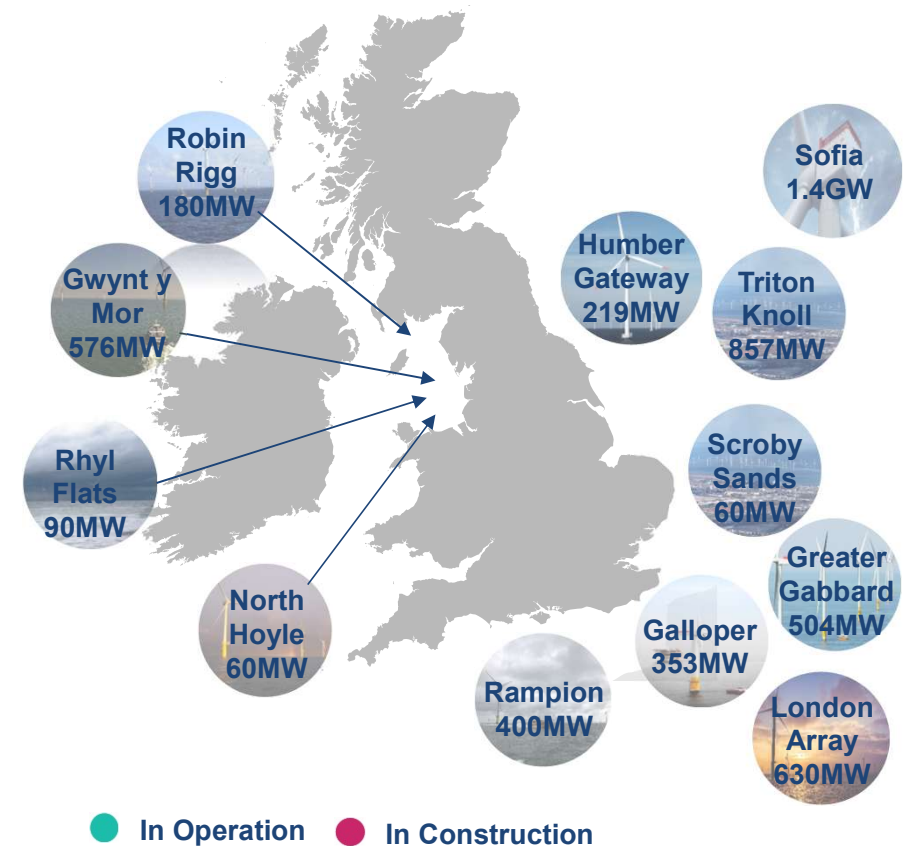 Robin
Rigg
180MW
Sofia
1.4GW
Humber
Gateway
219MW
Gwynt y
Mor
576MW
Triton
Knoll
857MW
Rhyl
Flats
90MW
Scroby
Sands
60MW
Greater
Gabbard
504MW
North
Hoyle
60MW
Galloper
353MW
Rampion
400MW
London
Array
630MW
In Operation
In Construction